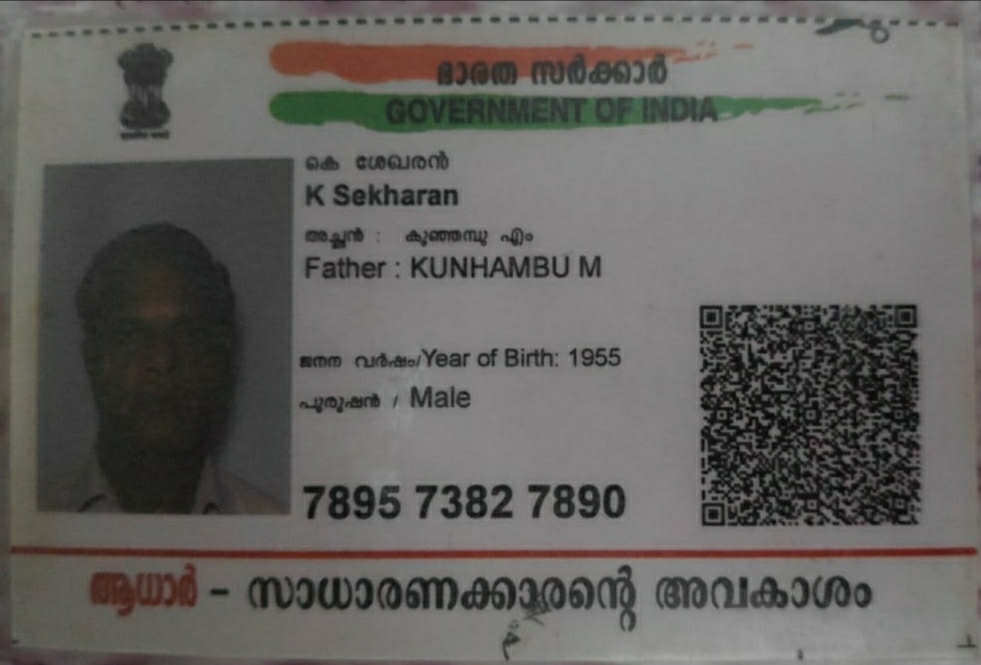 ഭാരത സർക്കാർ
GOVERNMENT OF INDIA
കെ ശേഖരൻ
K Sekharan
അച്ഛൻ : കുഞ്ഞമ്പു എം
Father : KUNHAMBU M
ജനന വർഷം/Year of Birth: 1955
പുരുഷൻ / Male
7895 7382 7890
ആധാർ - സാധാരണക്കാരന്റെ അവകാശം